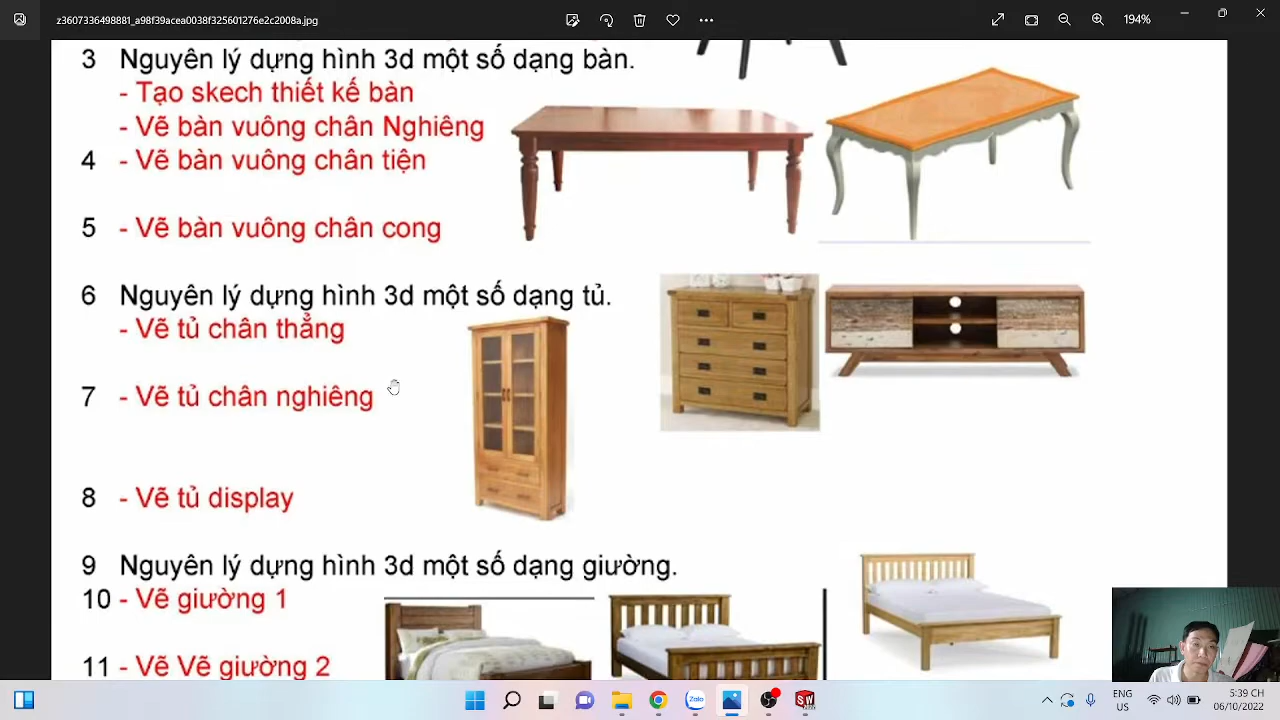 z3607336498881_a98f39acea0038f325601276e2c2008a.jpg
194%
3 Nguyên lý dựng hình 3d một số dạng bàn.
- Tạo skech thiết kế bàn
- Vẽ bàn vuông chân Nghiêng
4 - Vẽ bàn vuông chân tiện
5 - Vẽ bàn vuông chân cong
6 Nguyên lý dựng hình 3d một số dạng tủ.
- Vẽ tủ chân thẳng
7 - Vẽ tủ chân nghiêng
8 - Vẽ tủ display
9 Nguyên lý dựng hình 3d một số dạng giường.
10 - Vẽ giường 1
11 - Vẽ Vẽ giường 2
Zalo
SW
ENG
US
5:39 CH
06/10/2022